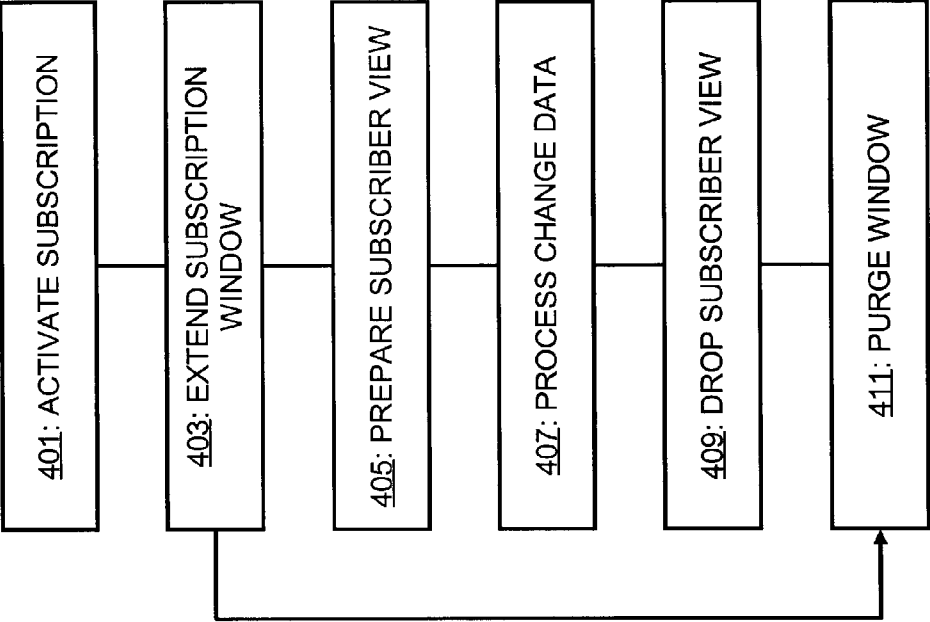 401: ACTIVATE SUBSCRIPTION
403: EXTEND SUBSCRIPTION
WINDOW
405: PREPARE SUBSCRIBER VIEW
407: PROCESS CHANGE DATA
409: DROP SUBSCRIBER VIEW
411: PURGE WINDOW